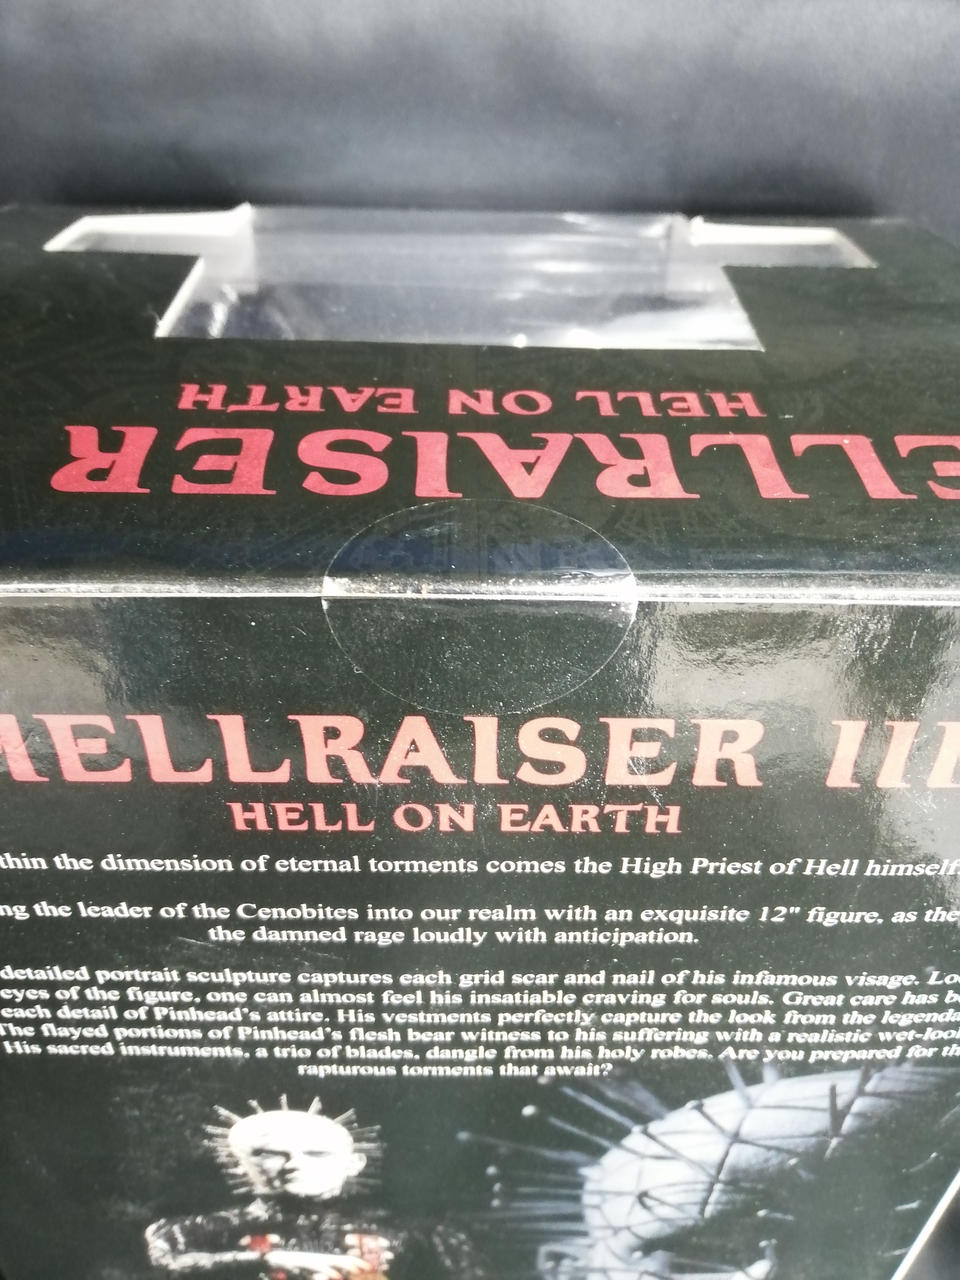 HELL ON EARTH
ELLRAISER
HELLRAISER III
HELL ON EARTH
thin the dimension of eternal torments comes the High Priest of Hell himself.
ng the leader of the Cenobites into our realm with an exquisite 12" figure, as the
the damned rage loudly with anticipation.
detailed portrait sculpture captures each grid scar and nail of his infamous visage. Lo
eyes of the figure, one can almost feel his insatiable craving for souls. Great care has b
each detail of Pinhead's attire. His vestments perfectly capture the look from the legenda
The flayed portions of Pinhead's flesh bear witness to his suffering with a realistic wet-loo
His sacred instruments, a trio of blades, dangle from his holy robes. Are you prepared for th
rapturous torments that await?